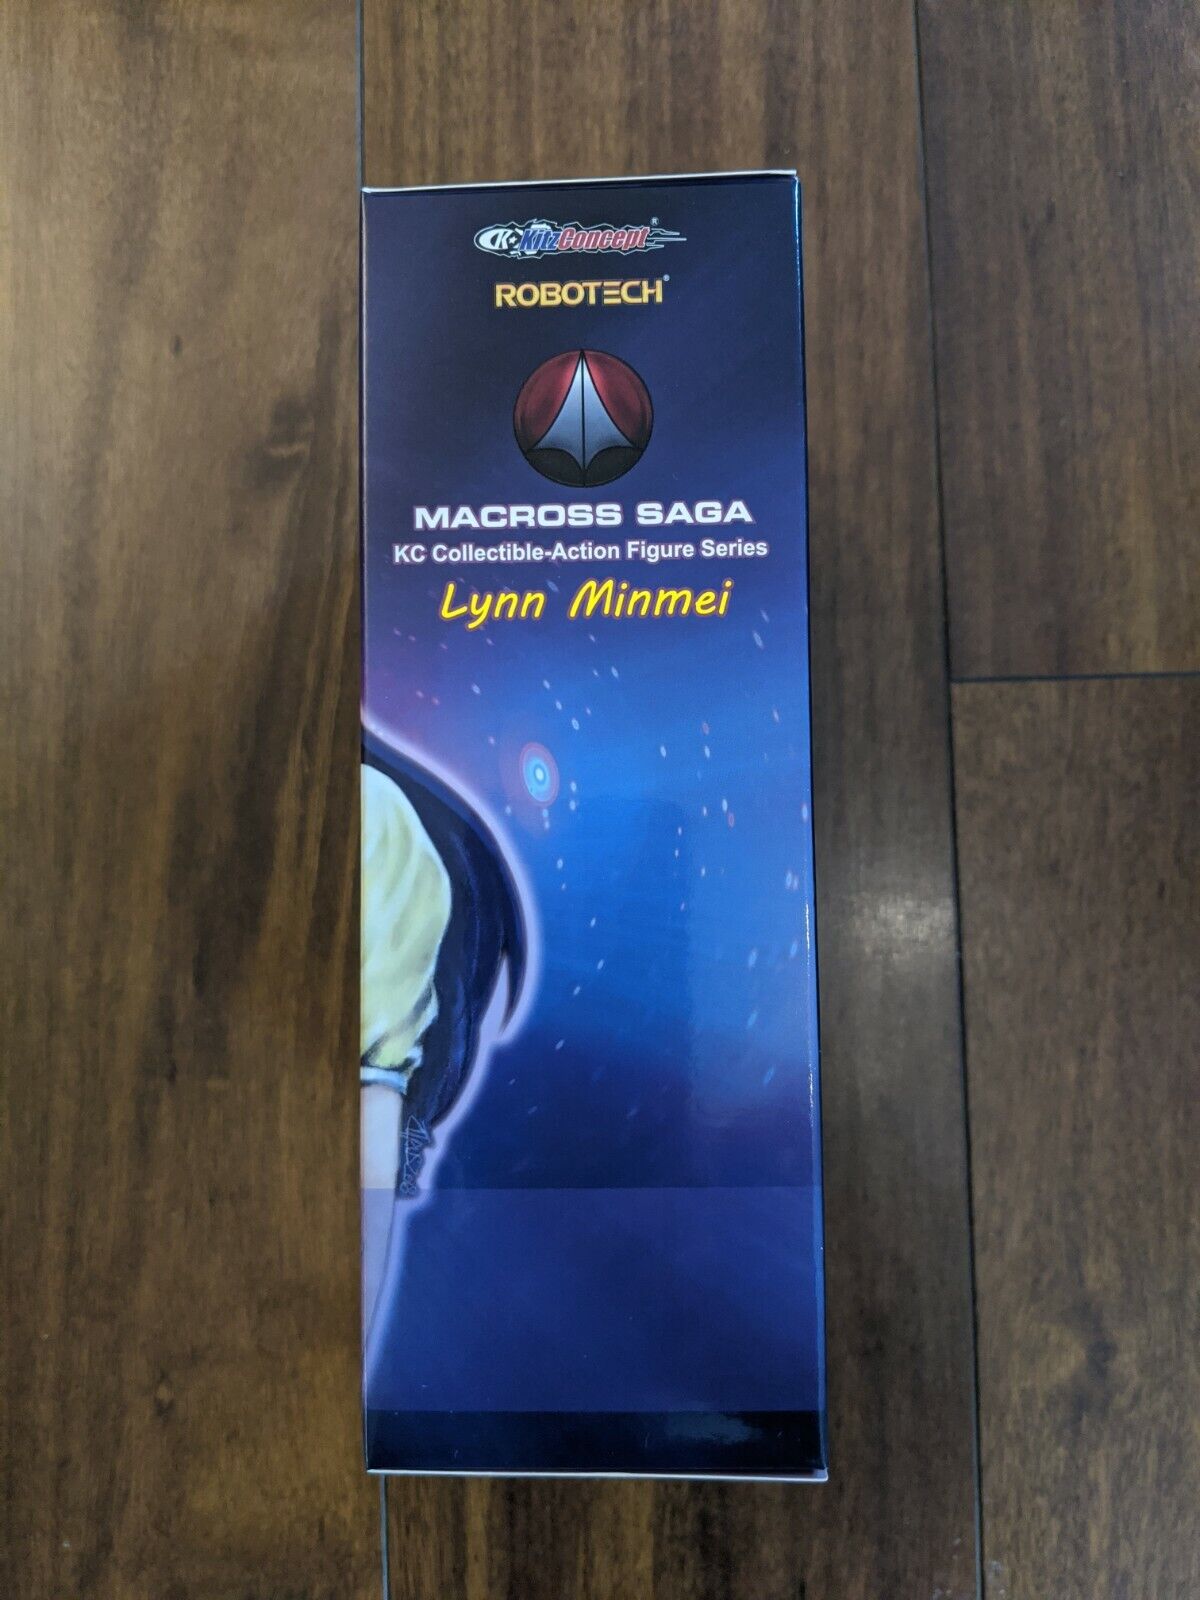 KitzConcept®
ROBOTECH®
MACROSS SAGA
KC Collectible-Action Figure Series
Lynn Minmei